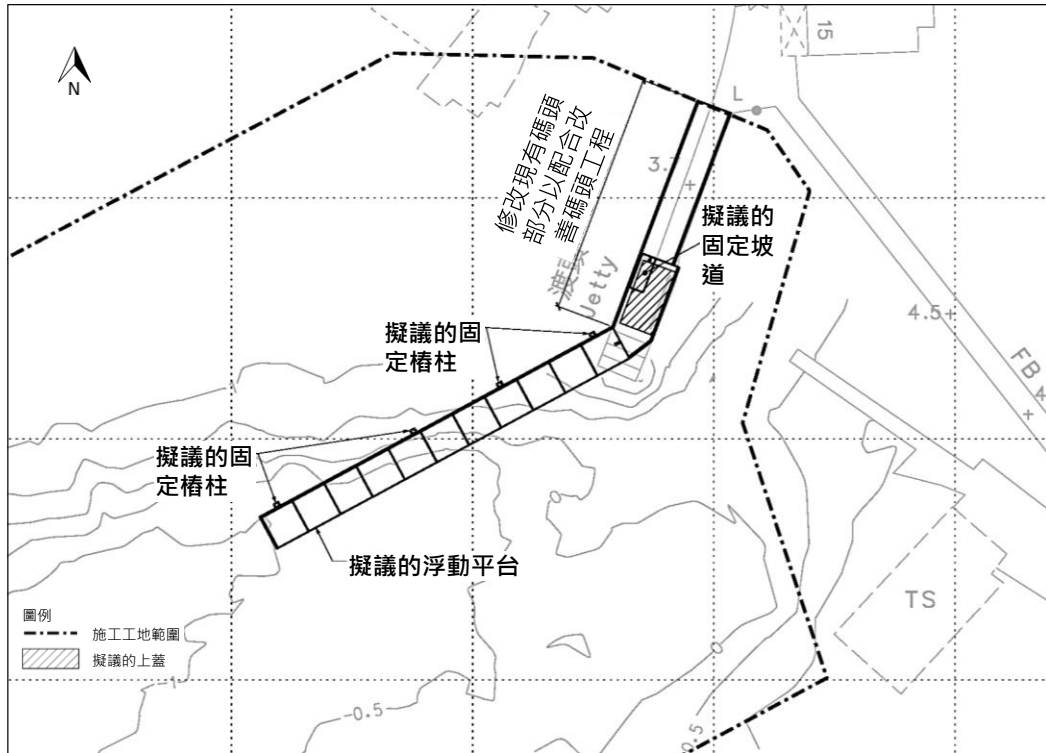 N
15
L
修改現有碼頭
部分以配合改
善碼頭工程
3.
+
擬議的
固定坡
道
渡頭
Jetty
4.5+
擬議的固
定樁柱
FB
4
+
擬議的固
定樁柱
0
擬議的浮動平台
TS
圖例
施工工地範圍
擬議的上蓋
0
-1
-0.5
0.5